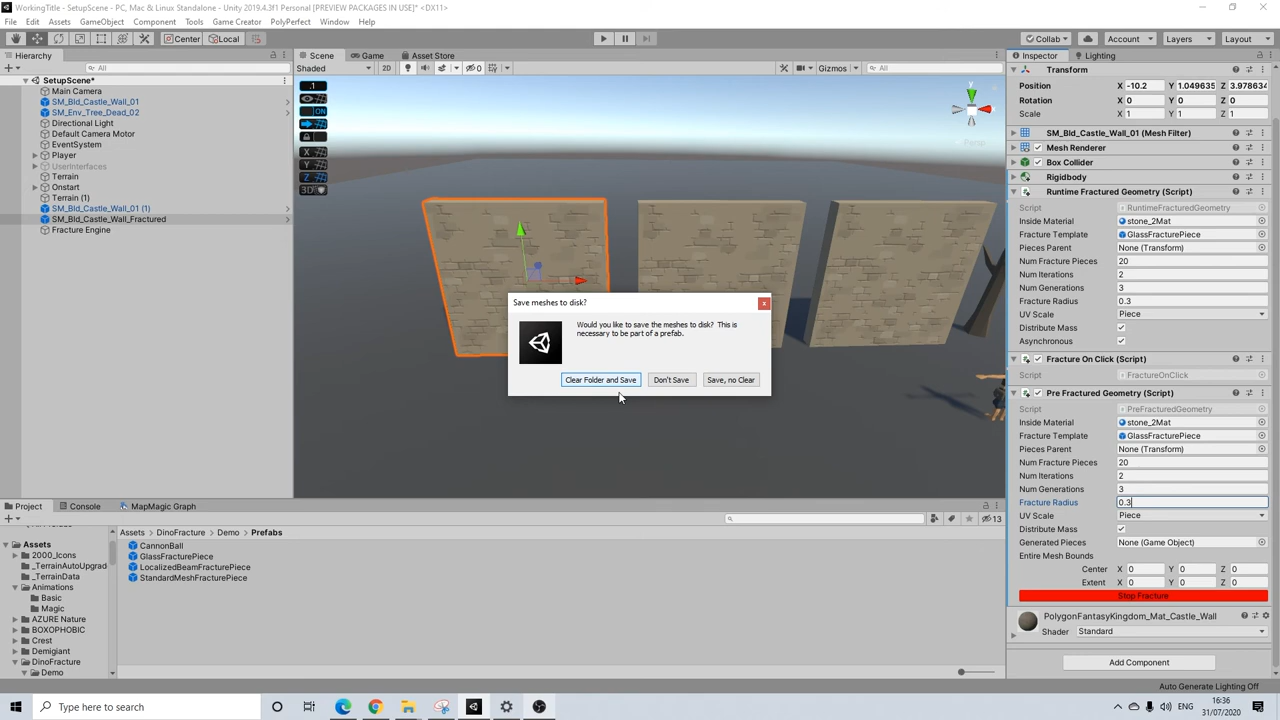 WorkingTitle - SetupScene - PC, Mac & Linux Standalone - Unity 2019.4.3f1 Personal [PREVIEW PACKAGES IN USE]* <DX11>
File Edit Assets GameObject Component Tools Game Creator PolyPerfect Window Help
Center Local Collab Account Layers Layout
Hierarchy
All
SetupScene*
Main Camera
SM_Bld_Castle_Wall_01
SM_Env_Tree_Dead_02
Directional Light
Default Camera Motor
EventSystem
Player
UserInterfaces
Terrain
Onstart
Terrain (1)
SM_Bld_Castle_Wall_01 (1)
SM_Bld_Castle_Wall_Fractured
Fracture Engine
Scene Game Asset Store
Shaded 2D 0 Gizmos All
.1
ON
X
Y
Z
3D
Persp
Save meshes to disk?
x
Would you like to save the meshes to disk? This is
necessary to be part of a prefab.
Clear Folder and Save Don't Save Save, no Clear
Inspector Lighting
Transform
Position X -10.2 Y 1.049635 Z 3.978634
Rotation X 0 Y 0 Z 0
Scale X 1 Y 1 Z 1
SM_Bld_Castle_Wall_01 (Mesh Filter)
Mesh Renderer
Box Collider
Rigidbody
Runtime Fractured Geometry (Script)
Script RuntimeFracturedGeometry
Inside Material stone_2Mat
Fracture Template GlassFracturePiece
Pieces Parent None (Transform)
Num Fracture Pieces 20
Num Iterations 2
Num Generations 3
Fracture Radius 0.3
UV Scale Piece
Distribute Mass
Asynchronous
Fracture On Click (Script)
Script FractureOnClick
Pre Fractured Geometry (Script)
Script PreFracturedGeometry
Inside Material stone_2Mat
Fracture Template GlassFracturePiece
Pieces Parent None (Transform)
Num Fracture Pieces 20
Num Iterations 2
Num Generations 3
Fracture Radius 0.3
UV Scale Piece
Distribute Mass
Generated Pieces None (Game Object)
Entire Mesh Bounds
Center X 0 Y 0 Z 0
Extent X 0 Y 0 Z 0
Stop Fracture
PolygonFantasyKingdom_Mat_Castle_Wall
Shader Standard
Add Component
Auto Generate Lighting Off
Project Console MapMagic Graph
13
Assets
2000_Icons
_TerrainAutoUpgrade
_TerrainData
Animations
Basic
Magic
AZURE Nature
BOXOPHOBIC
Crest
Demigiant
DinoFracture
Demo
Assets > DinoFracture > Demo > Prefabs
CannonBall
GlassFracturePiece
LocalizedBeamFracturePiece
StandardMeshFracturePiece
Type here to search
ENG
16:36
31/07/2020